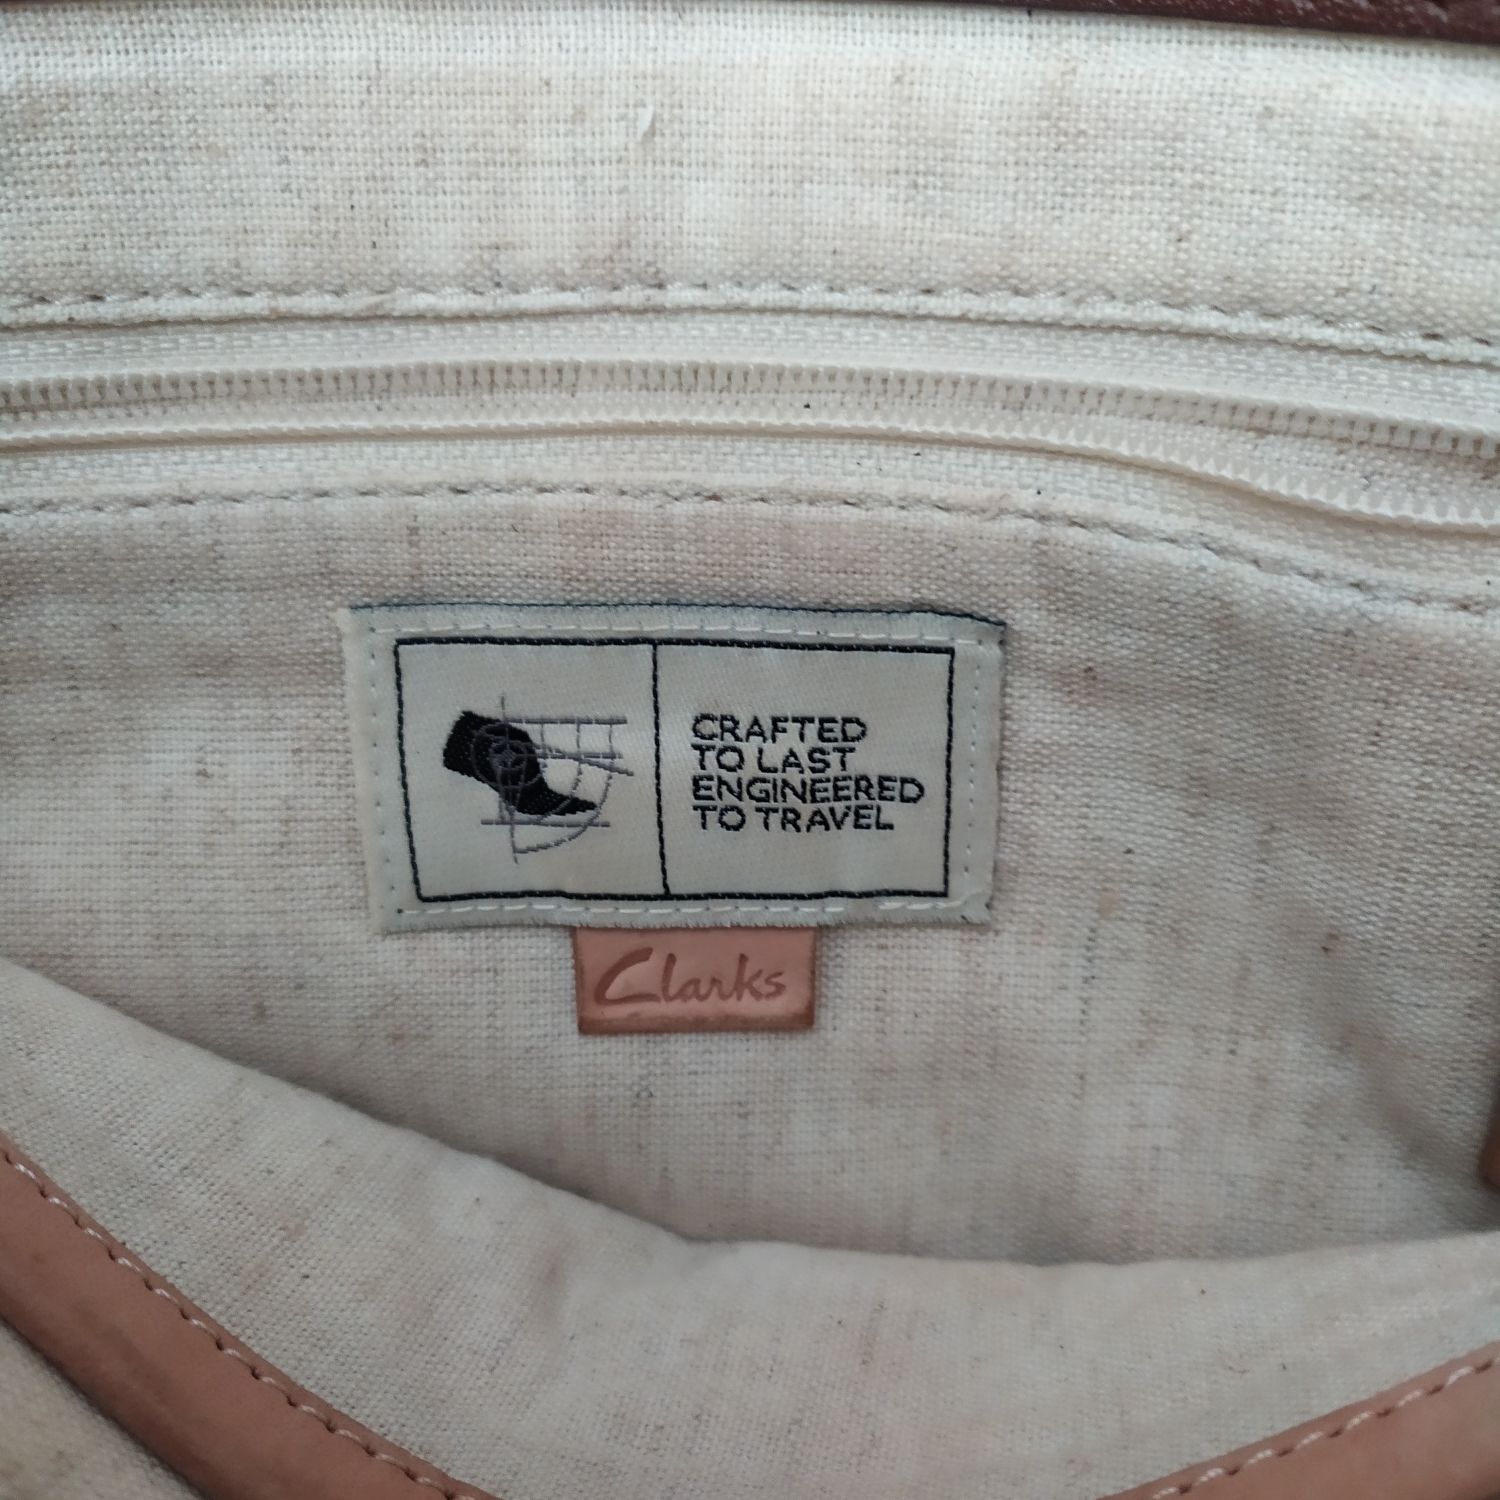 CRAFTED
TO LAST
ENGINEERED
TO TRAVEL
Clarks